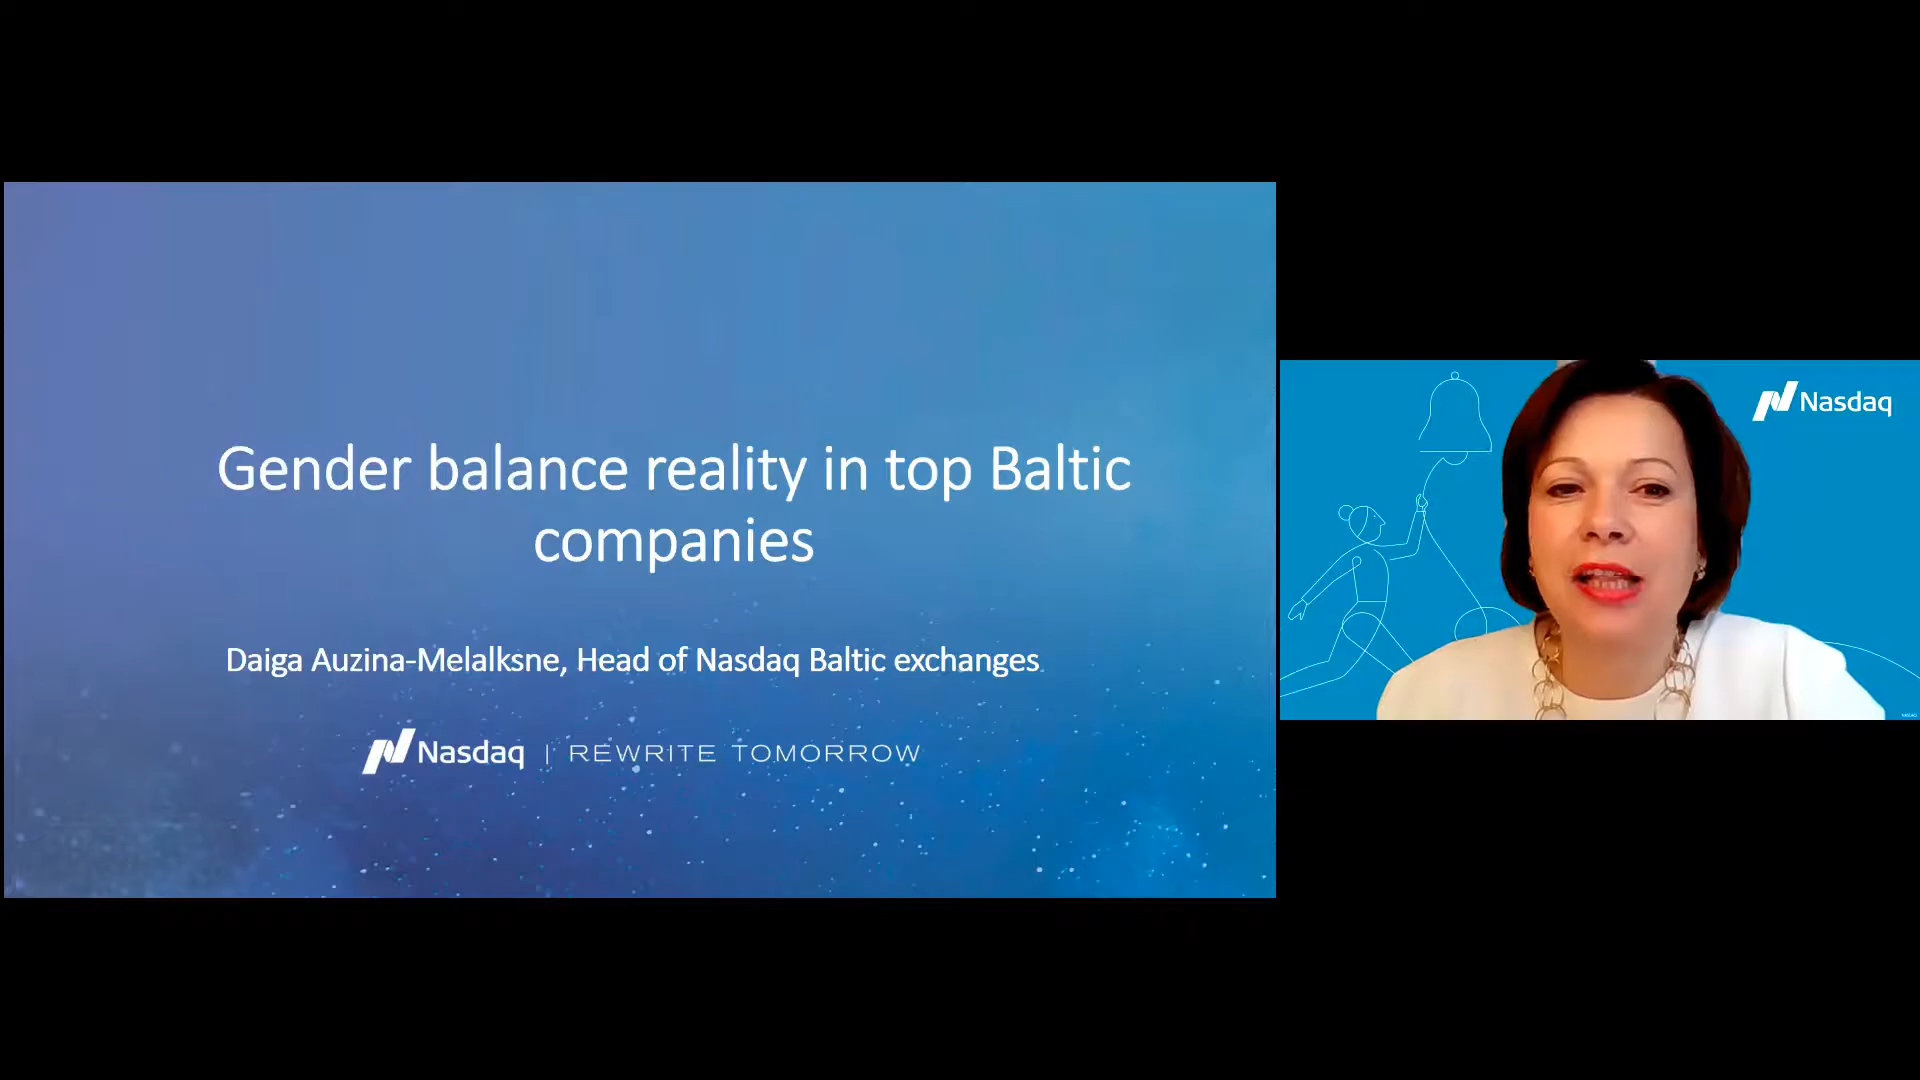 Gender balance reality in top Baltic
companies
Daiga Auzina-Melalksne, Head of Nasdaq Baltic exchanges
Nasdaq | REWRITE TOMORROW
Nasdaq